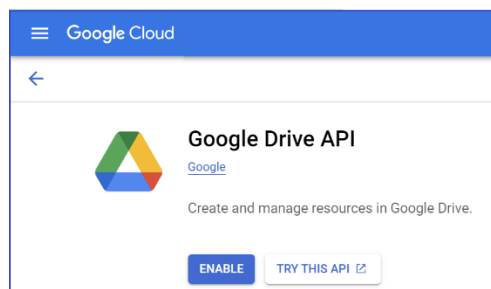 Google Cloud
Google Drive API
Google
Create and manage resources in Google Drive.
ENABLE
TRY THIS API